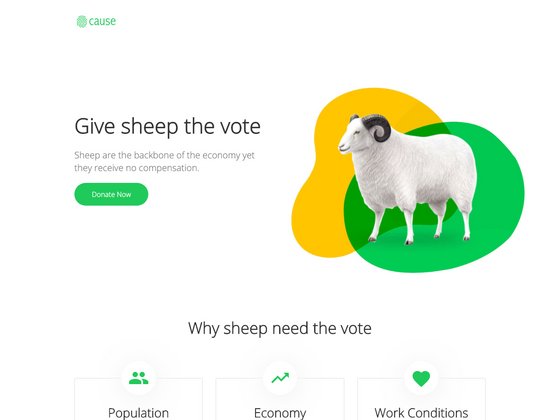 cause
Give sheep the vote
Sheep are the backbone of the economy yet
they receive no compensation.
Donate Now
Why sheep need the vote
Population
Economy
Work Conditions